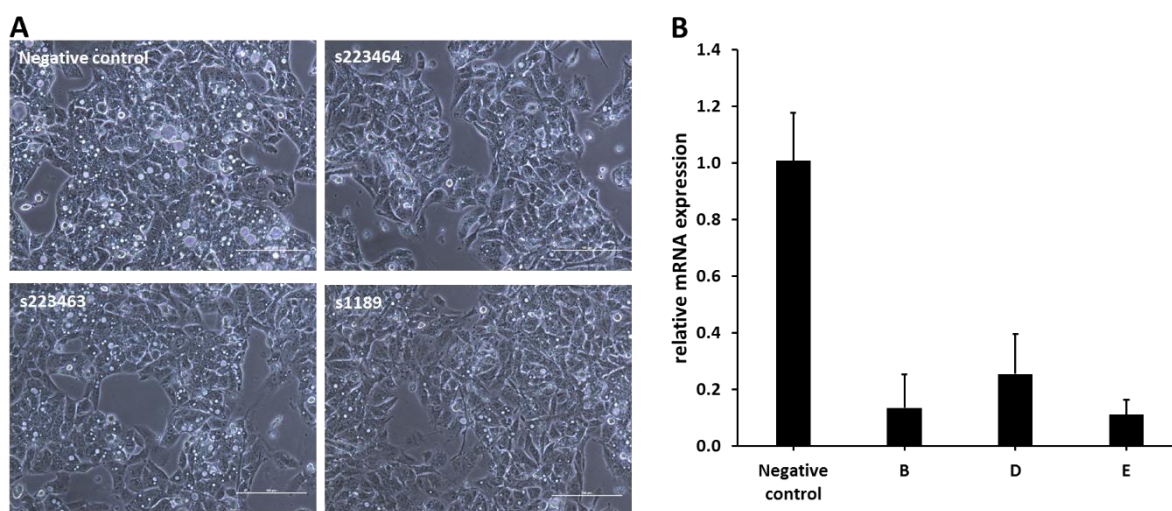 A
Negative control
s223464
s223463
s1189
B
relative mRNA expression
1.4
1.2
1.0
0.8
0.6
0.4
0.2
0.0
Negative control
B
D
E